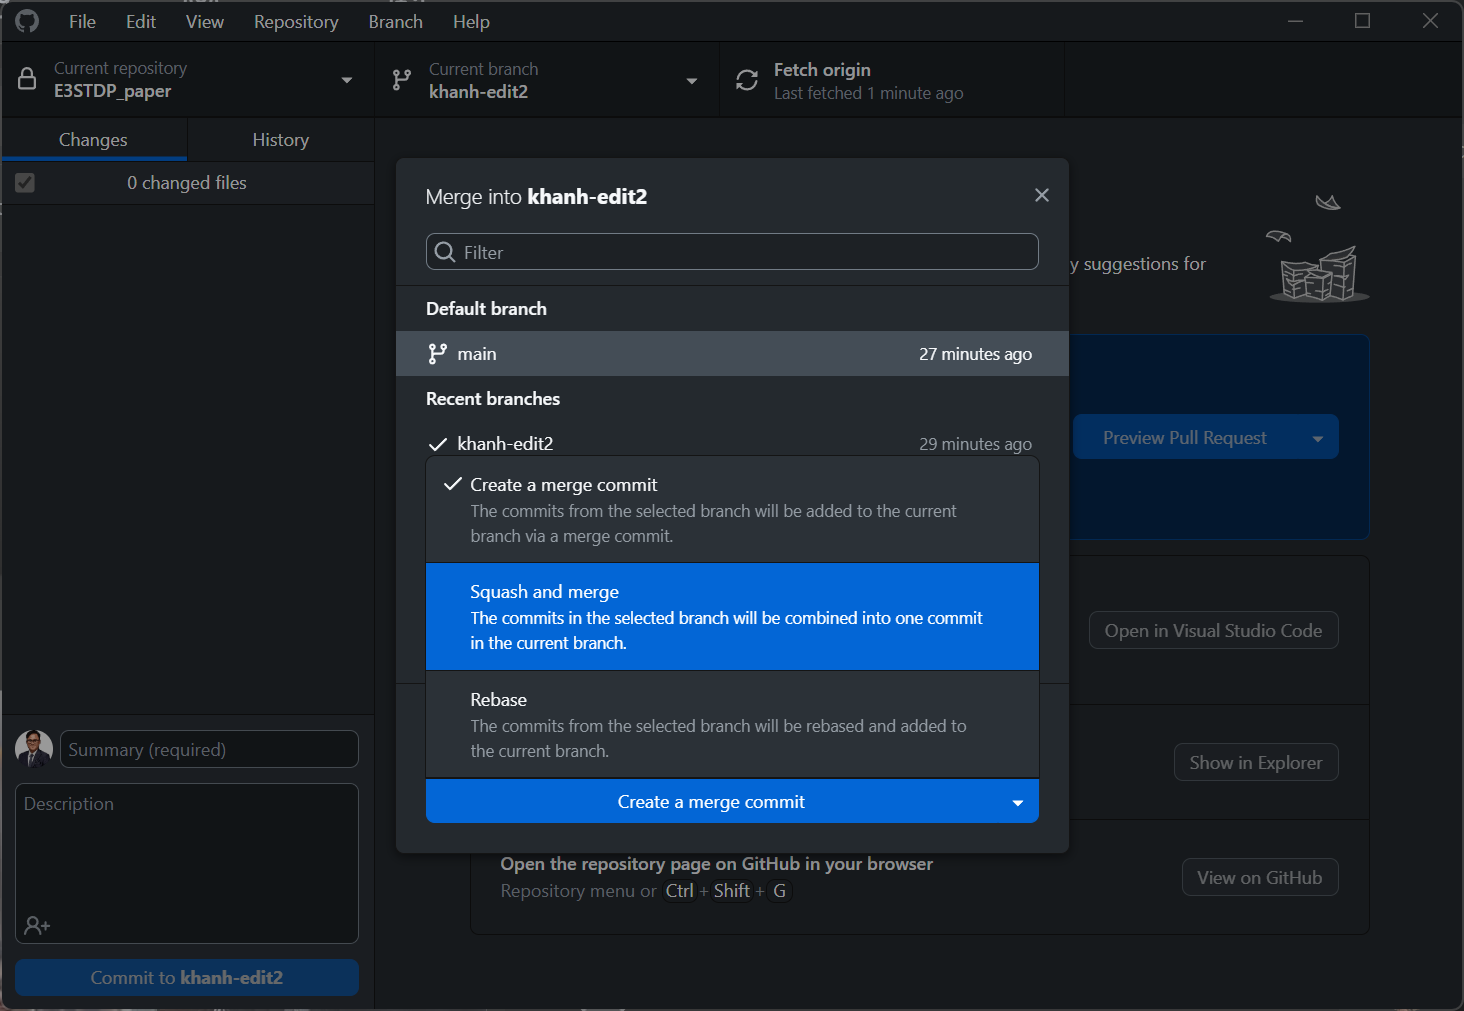 File Edit View Repository Branch Help
Current repository
E3STDP_paper
Current branch
khanh-edit2
Fetch origin
Last fetched 1 minute ago
Changes History
0 changed files
Merge into khanh-edit2
Filter
y suggestions for
Default branch
main 27 minutes ago
Recent branches
khanh-edit2 29 minutes ago
Preview Pull Request
Create a merge commit
The commits from the selected branch will be added to the current
branch via a merge commit.
Squash and merge
The commits in the selected branch will be combined into one commit
in the current branch.
Open in Visual Studio Code
Rebase
The commits from the selected branch will be rebased and added to
the current branch.
Show in Explorer
Create a merge commit
Open the repository page on GitHub in your browser
Repository menu or Ctrl + Shift + G
View on GitHub
Summary (required)
Description
Commit to khanh-edit2